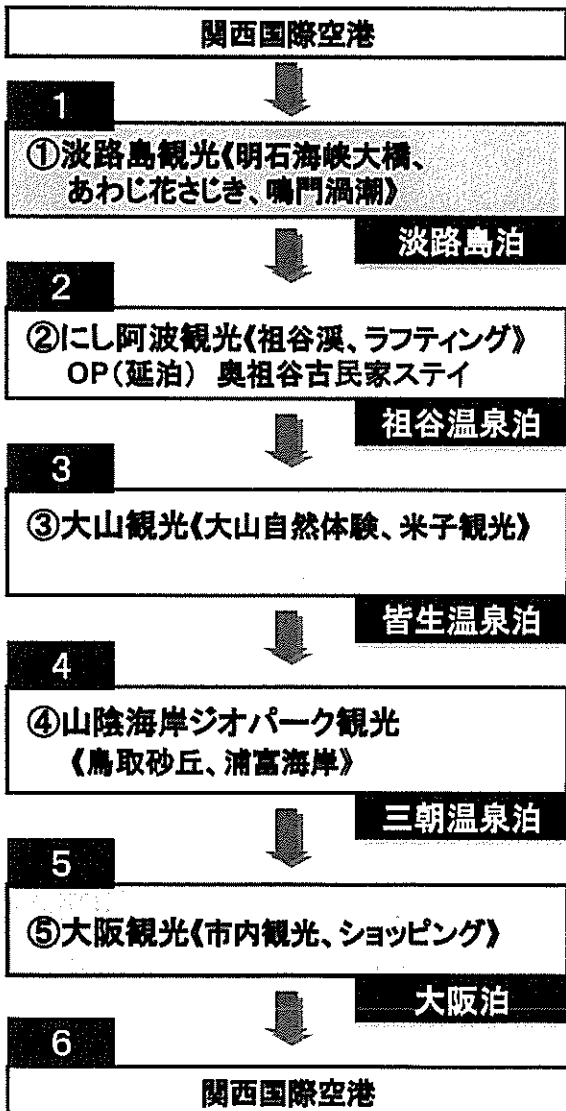 関西国際空港
1
①淡路島観光《明石海峡大橋、
あわじ花さじき、鳴門渦潮》
淡路島泊
2
②にし阿波観光《祖谷渓、ラフティング》
OP(延泊) 奥祖谷古民家ステイ
祖谷温泉泊
3
③大山観光《大山自然体験、米子観光》
皆生温泉泊
4
④山陰海岸ジオパーク観光
《鳥取砂丘、浦富海岸》
三朝温泉泊
5
⑤大阪観光《市内観光、ショッピング》
大阪泊
6
関西国際空港